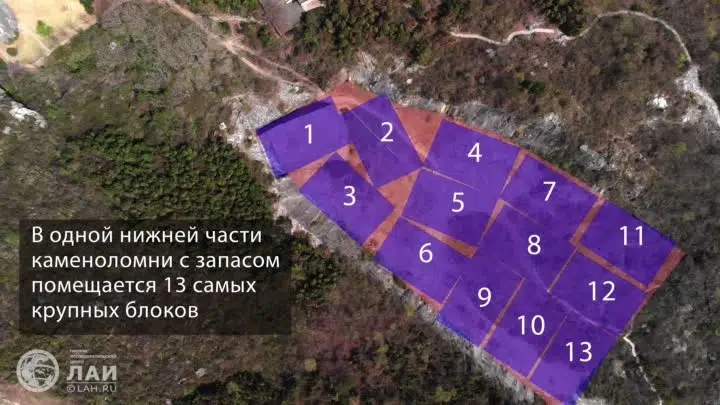 1
2
3
4
5
6
7
8
9
10
11
12
13
В одной нижней части
каменоломни с запасом
помещается 13 самых
крупных блоков
ЛАИ
© LAH.RU